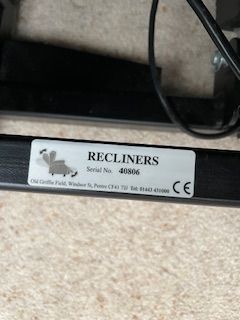 RECLINERS
Serial No. 40806
Old Griffin Field, Windsor St, Pentre CF41 7JJ Tel: 01443 431000
CE